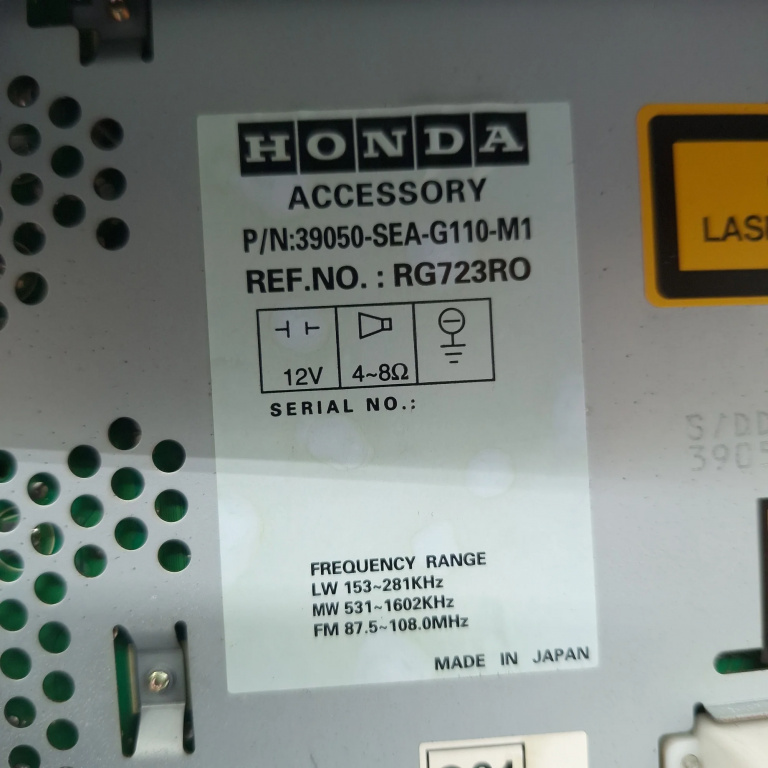 HONDA
ACCESSORY
P/N:39050-SEA-G110-M1
REF.NO. : RG723RO
12V 4~8Ω
SERIAL NO.:
FREQUENCY RANGE
LW 153~281KHz
MW 531~1602KHz
FM 87.5~108.0MHz
MADE IN JAPAN